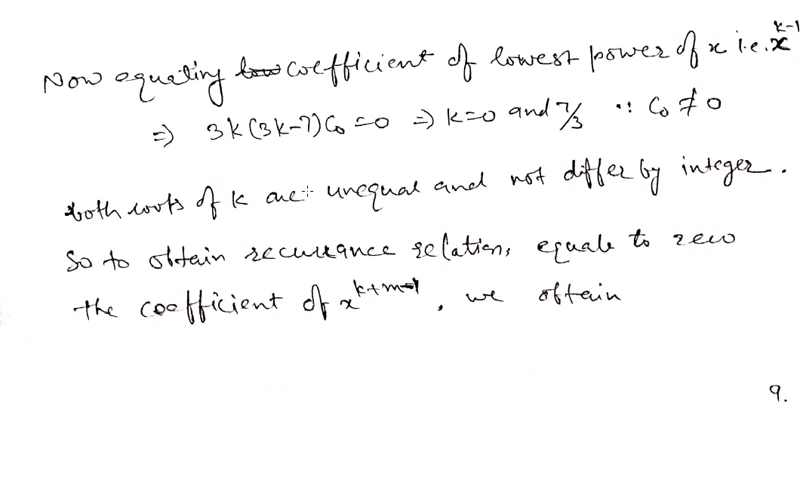 Now equating coefficient of lowest power of x i.e. x^{k-1}
⇒ 3k(3k-7)C₀ = 0 ⇒ k=0 and 7/3 ∵ C₀ ≠ 0
both roots of k are unequal and not differ by integer.
So to obtain recurrance relation, equate to zero
the coefficient of x^{k+m-1}, we obtain
9.